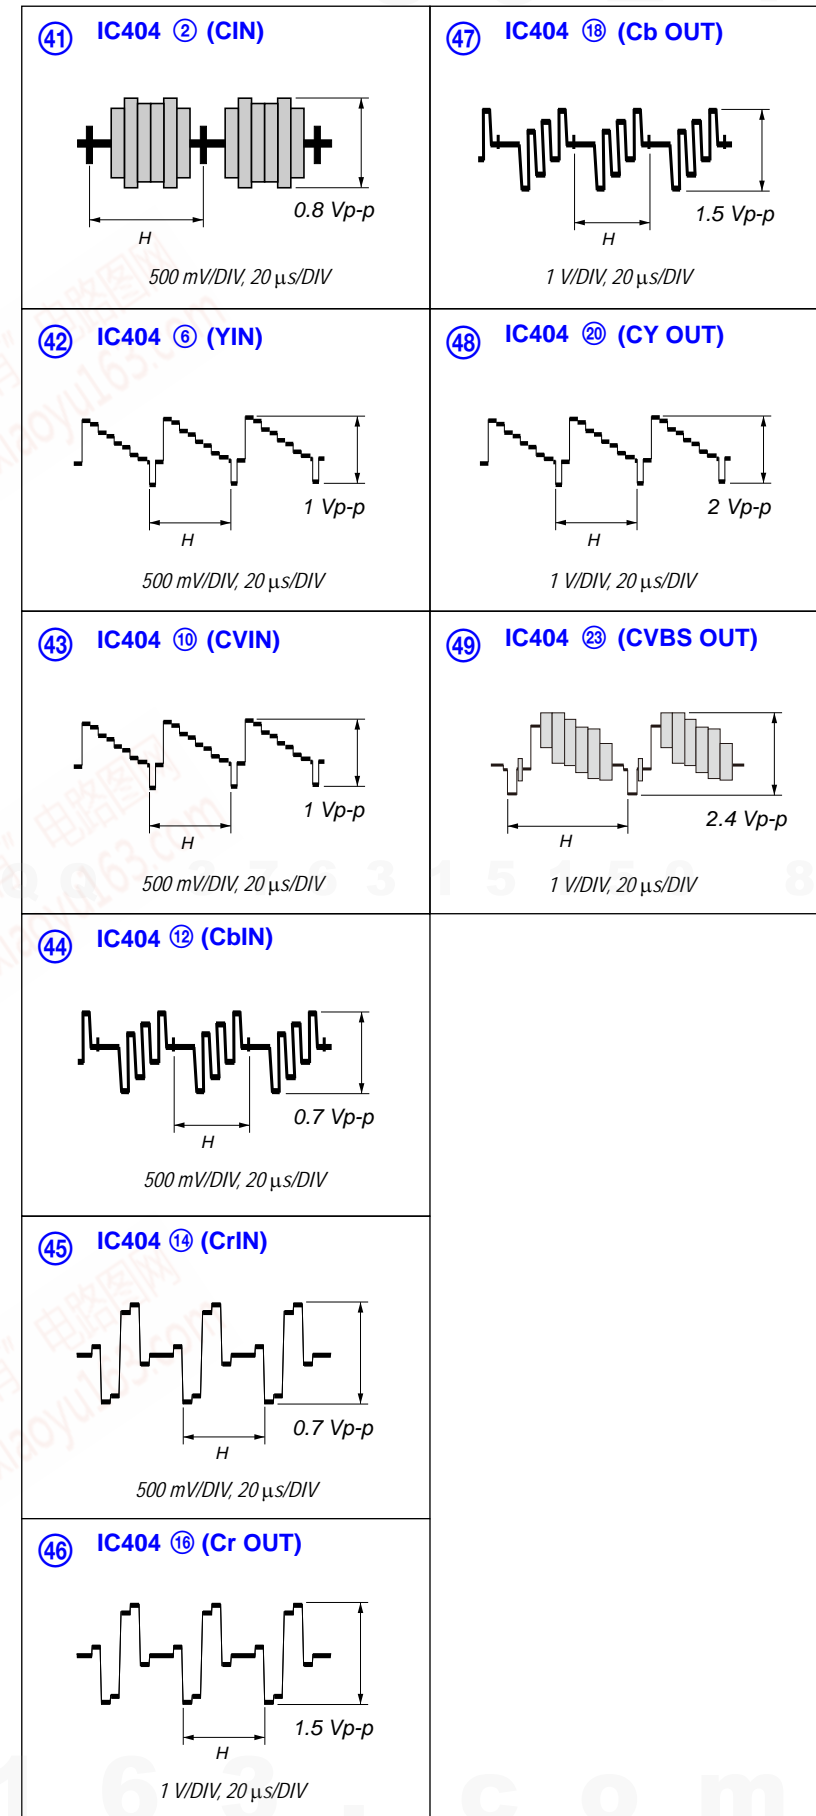 41 IC404 ② (CIN)
0.8 Vp-p
H
500 mV/DIV, 20 µs/DIV
42 IC404 ⑥ (YIN)
1 Vp-p
H
500 mV/DIV, 20 µs/DIV
43 IC404 ⑩ (CVIN)
1 Vp-p
H
500 mV/DIV, 20 µs/DIV
44 IC404 ⑫ (CbIN)
0.7 Vp-p
H
500 mV/DIV, 20 µs/DIV
45 IC404 ⑭ (CrIN)
0.7 Vp-p
H
500 mV/DIV, 20 µs/DIV
46 IC404 ⑯ (Cr OUT)
1.5 Vp-p
H
1 V/DIV, 20 µs/DIV
47 IC404 ⑱ (Cb OUT)
1.5 Vp-p
H
1 V/DIV, 20 µs/DIV
48 IC404 ⑳ (CY OUT)
2 Vp-p
H
1 V/DIV, 20 µs/DIV
49 IC404 ㉓ (CVBS OUT)
2.4 Vp-p
H
1 V/DIV, 20 µs/DIV